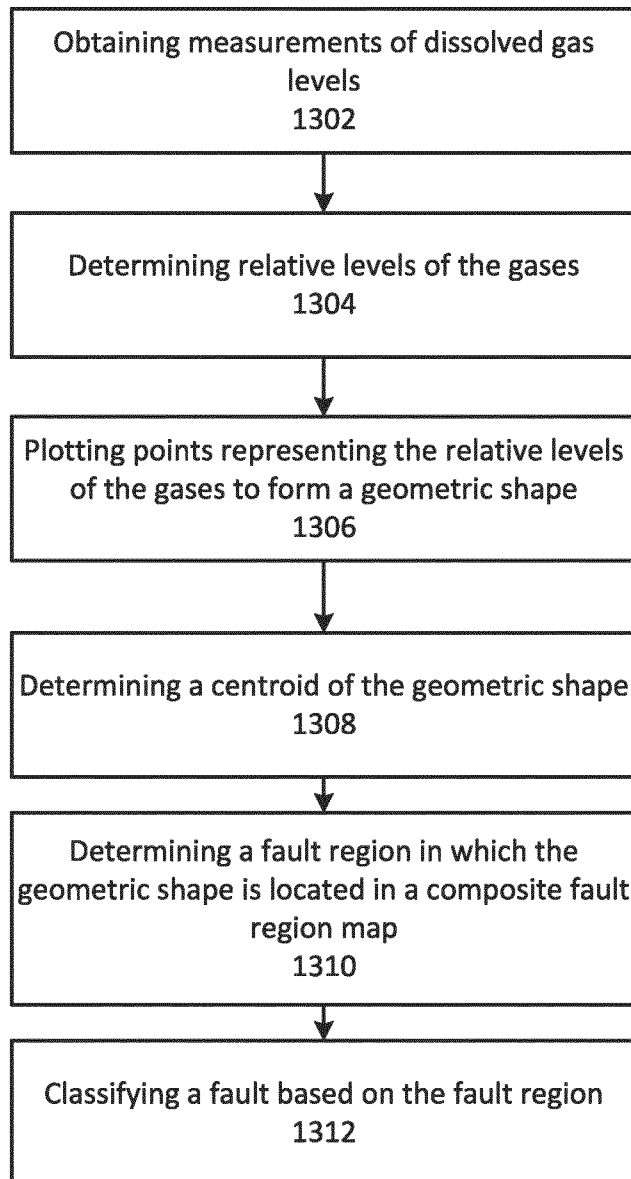 Obtaining measurements of dissolved gas
levels
1302
Determining relative levels of the gases
1304
Plotting points representing the relative levels
of the gases to form a geometric shape
1306
Determining a centroid of the geometric shape
1308
Determining a fault region in which the
geometric shape is located in a composite fault
region map
1310
Classifying a fault based on the fault region
1312